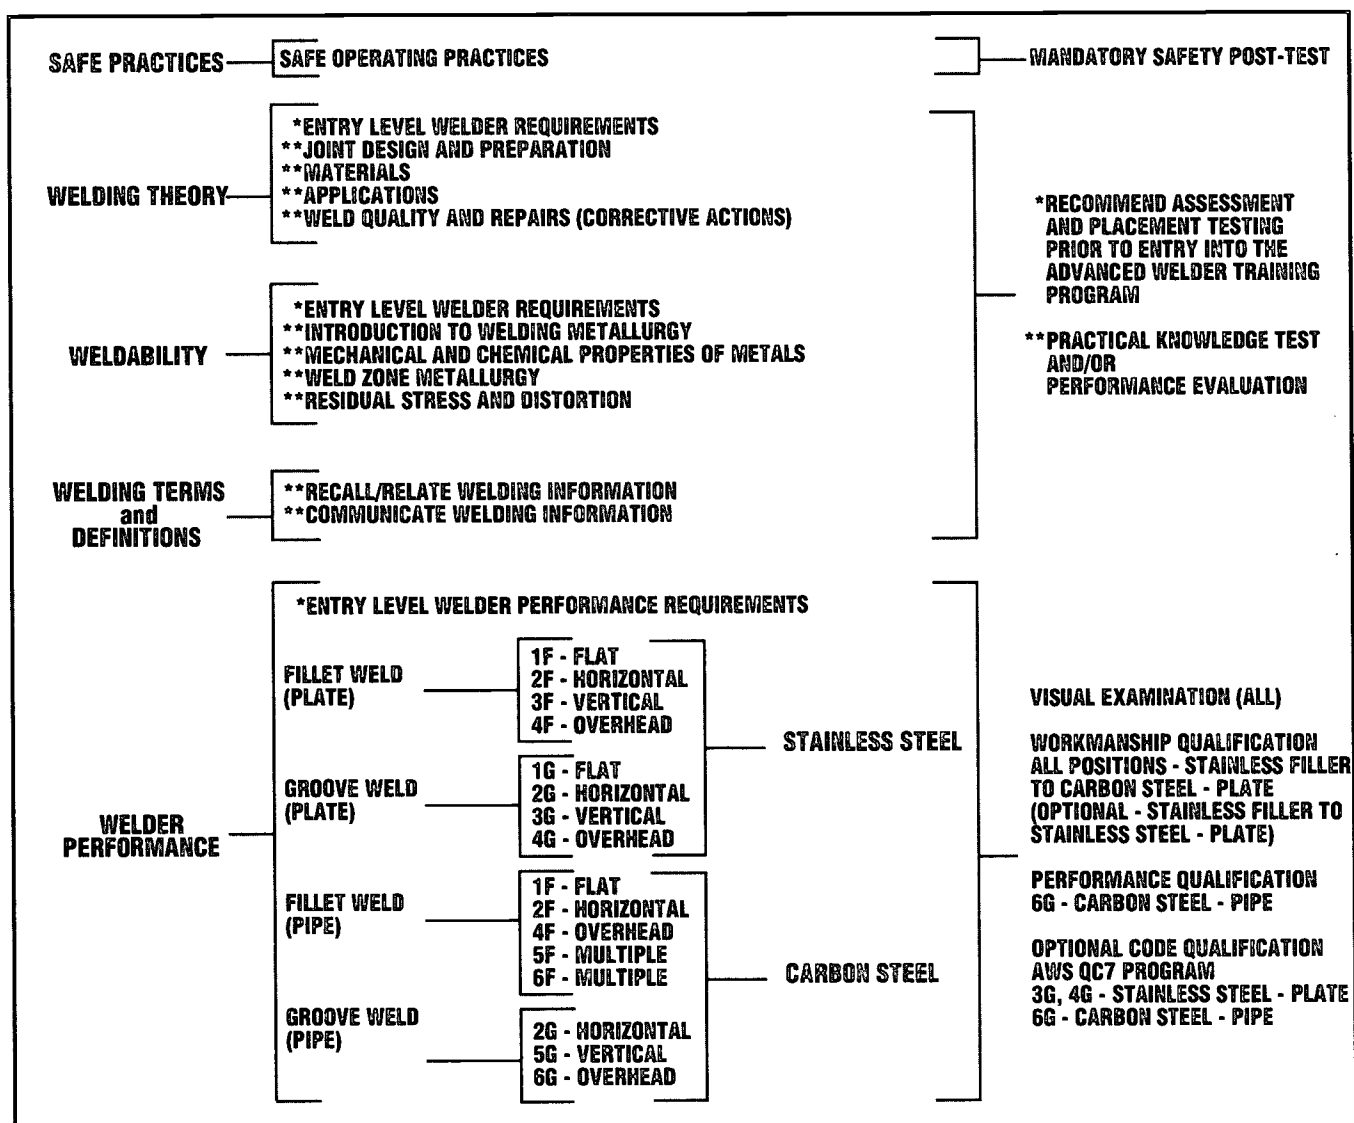 SAFE PRACTICES
SAFE OPERATING PRACTICES
MANDATORY SAFETY POST-TEST
WELDING THEORY
*ENTRY LEVEL WELDER REQUIREMENTS
**JOINT DESIGN AND PREPARATION
**MATERIALS
**APPLICATIONS
**WELD QUALITY AND REPAIRS (CORRECTIVE ACTIONS)
WELDABILITY
*ENTRY LEVEL WELDER REQUIREMENTS
**INTRODUCTION TO WELDING METALLURGY
**MECHANICAL AND CHEMICAL PROPERTIES OF METALS
**WELD ZONE METALLURGY
**RESIDUAL STRESS AND DISTORTION
WELDING TERMS
and
DEFINITIONS
**RECALL/RELATE WELDING INFORMATION
**COMMUNICATE WELDING INFORMATION
*RECOMMEND ASSESSMENT
AND PLACEMENT TESTING
PRIOR TO ENTRY INTO THE
ADVANCED WELDER TRAINING
PROGRAM
**PRACTICAL KNOWLEDGE TEST
AND/OR
PERFORMANCE EVALUATION
WELDER
PERFORMANCE
*ENTRY LEVEL WELDER PERFORMANCE REQUIREMENTS
FILLET WELD
(PLATE)
1F - FLAT
2F - HORIZONTAL
3F - VERTICAL
4F - OVERHEAD
GROOVE WELD
(PLATE)
1G - FLAT
2G - HORIZONTAL
3G - VERTICAL
4G - OVERHEAD
STAINLESS STEEL
FILLET WELD
(PIPE)
1F - FLAT
2F - HORIZONTAL
4F - OVERHEAD
5F - MULTIPLE
6F - MULTIPLE
GROOVE WELD
(PIPE)
2G - HORIZONTAL
5G - VERTICAL
6G - OVERHEAD
CARBON STEEL
VISUAL EXAMINATION (ALL)
WORKMANSHIP QUALIFICATION
ALL POSITIONS - STAINLESS FILLER
TO CARBON STEEL - PLATE
(OPTIONAL - STAINLESS FILLER TO
STAINLESS STEEL - PLATE)
PERFORMANCE QUALIFICATION
6G - CARBON STEEL - PIPE
OPTIONAL CODE QUALIFICATION
AWS QC7 PROGRAM
3G, 4G - STAINLESS STEEL - PLATE
6G - CARBON STEEL - PIPE